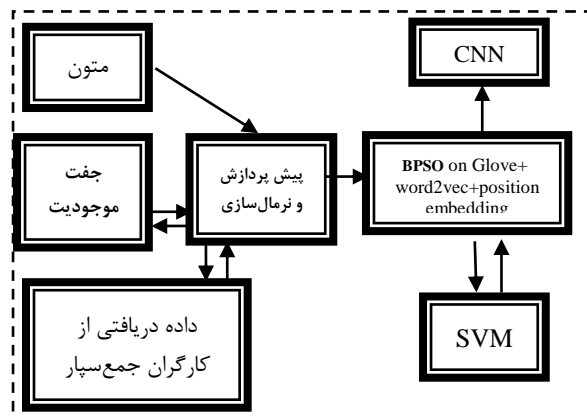 متون
CNN
جفت
موجودیت
پیش پردازش
و نرمال‌سازی
BPSO on Glove+
word2vec+position
embedding
داده دریافتی از
کارگران جمع‌سپار
SVM